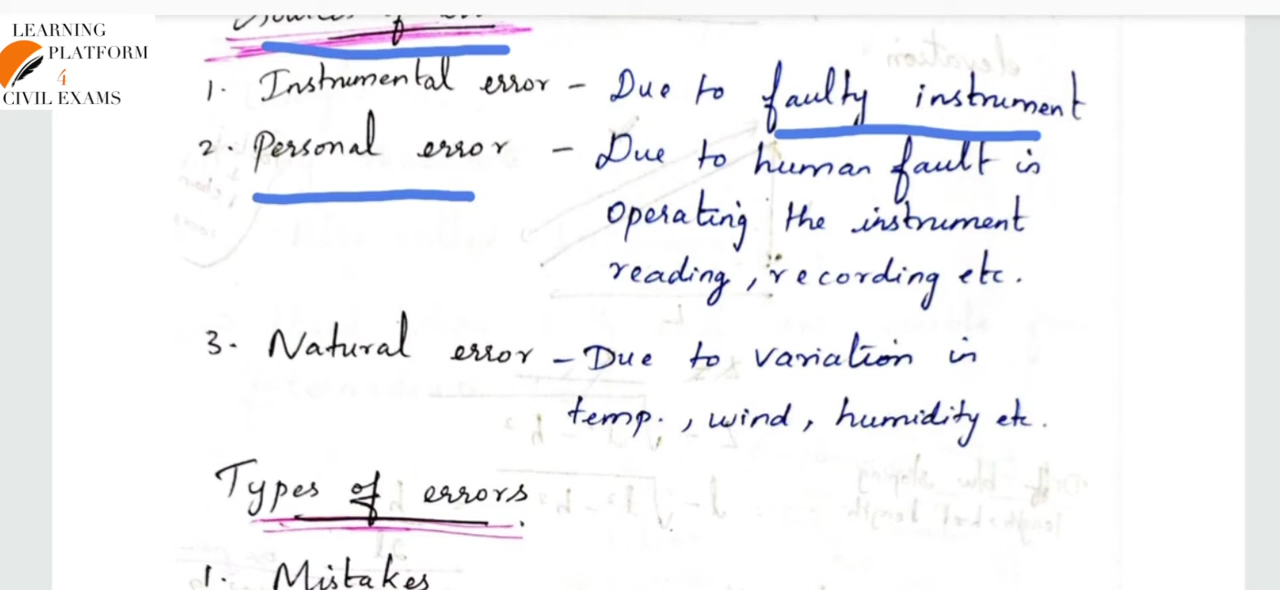 LEARNING
PLATFORM
4
CIVIL EXAMS
1. Instrumental error - Due to faulty instrument
2. Personal error - Due to human fault is
operating the instrument
reading, recording etc.
3. Natural error - Due to variation in
temp., wind, humidity etc.
Types of errors
1. Mistakes